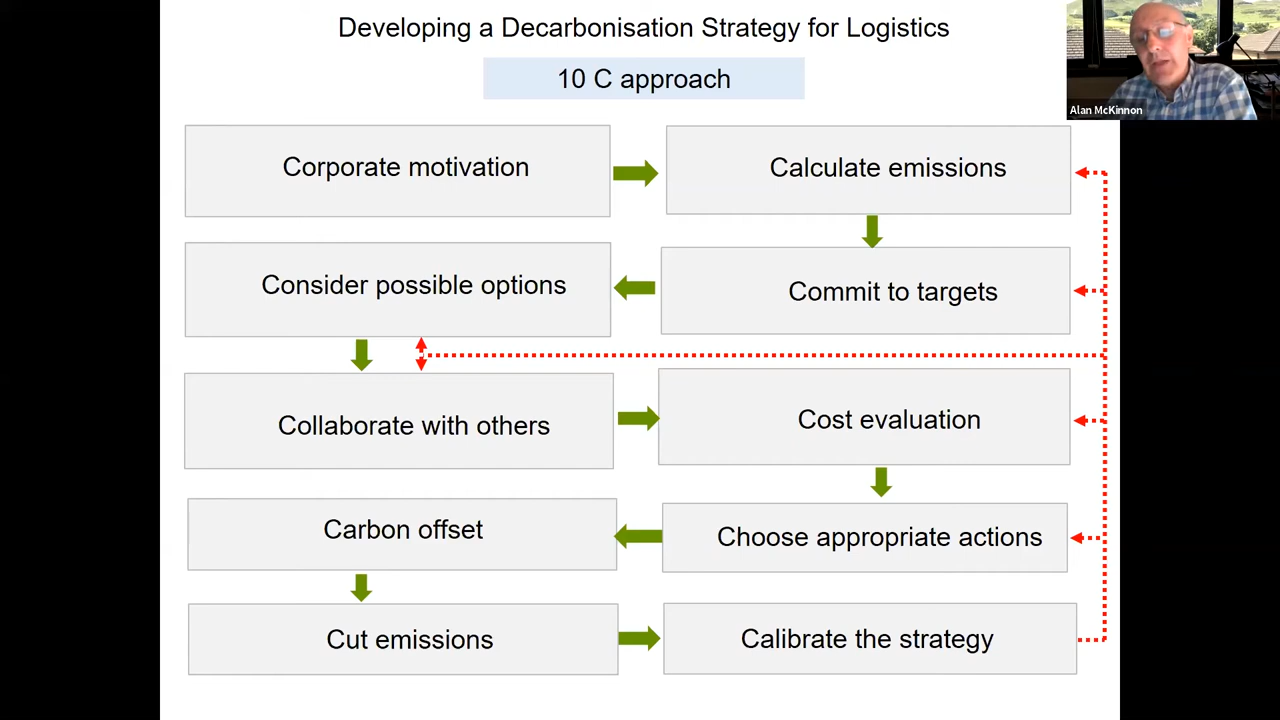 Developing a Decarbonisation Strategy for Logistics
10 C approach
Alan McKinnon
Corporate motivation
Calculate emissions
Consider possible options
Commit to targets
Collaborate with others
Cost evaluation
Carbon offset
Choose appropriate actions
Cut emissions
Calibrate the strategy